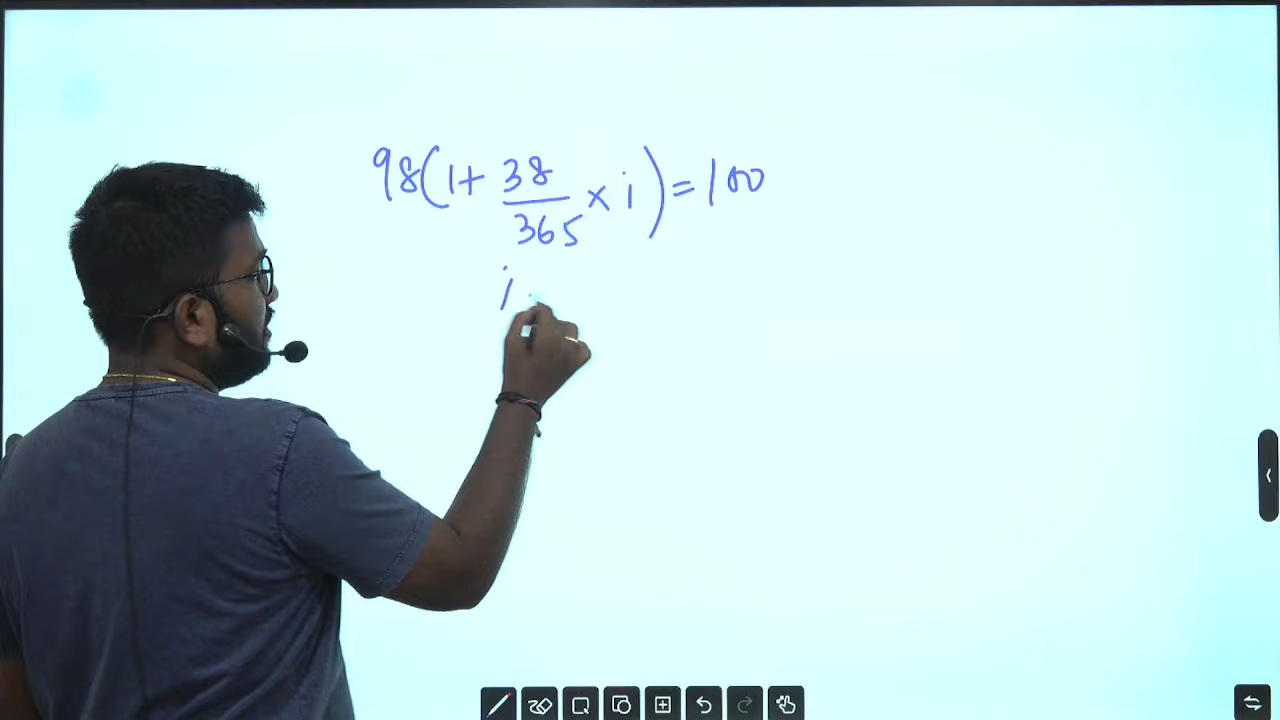 98(1+ 38/365 × i) = 100
i